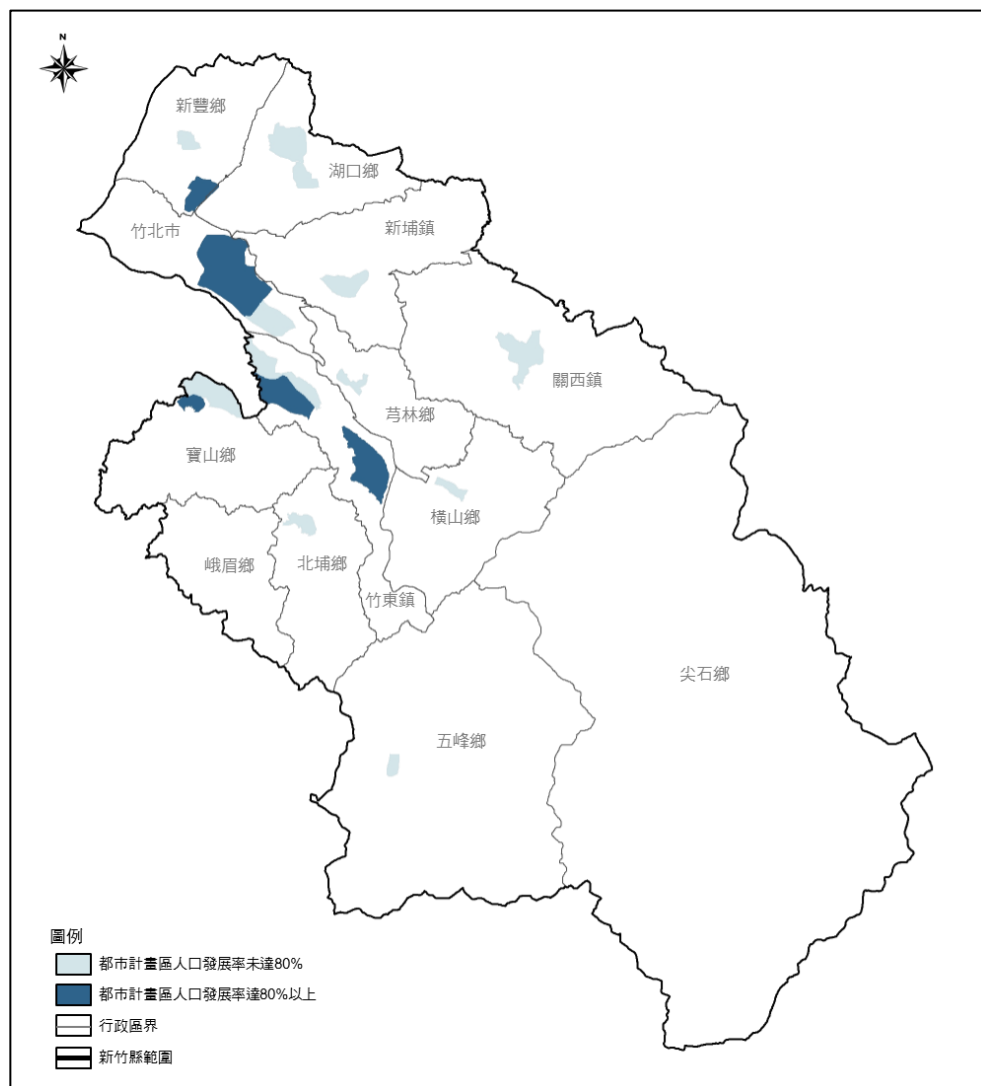 N
新豐鄉
湖口鄉
新埔鎮
竹北市
關西鎮
芎林鄉
寶山鄉
橫山鄉
峨眉鄉
北埔鄉
竹東鎮
尖石鄉
五峰鄉
圖例
都市計畫區人口發展率未達80%
都市計畫區人口發展率達80%以上
行政區界
新竹縣範圍